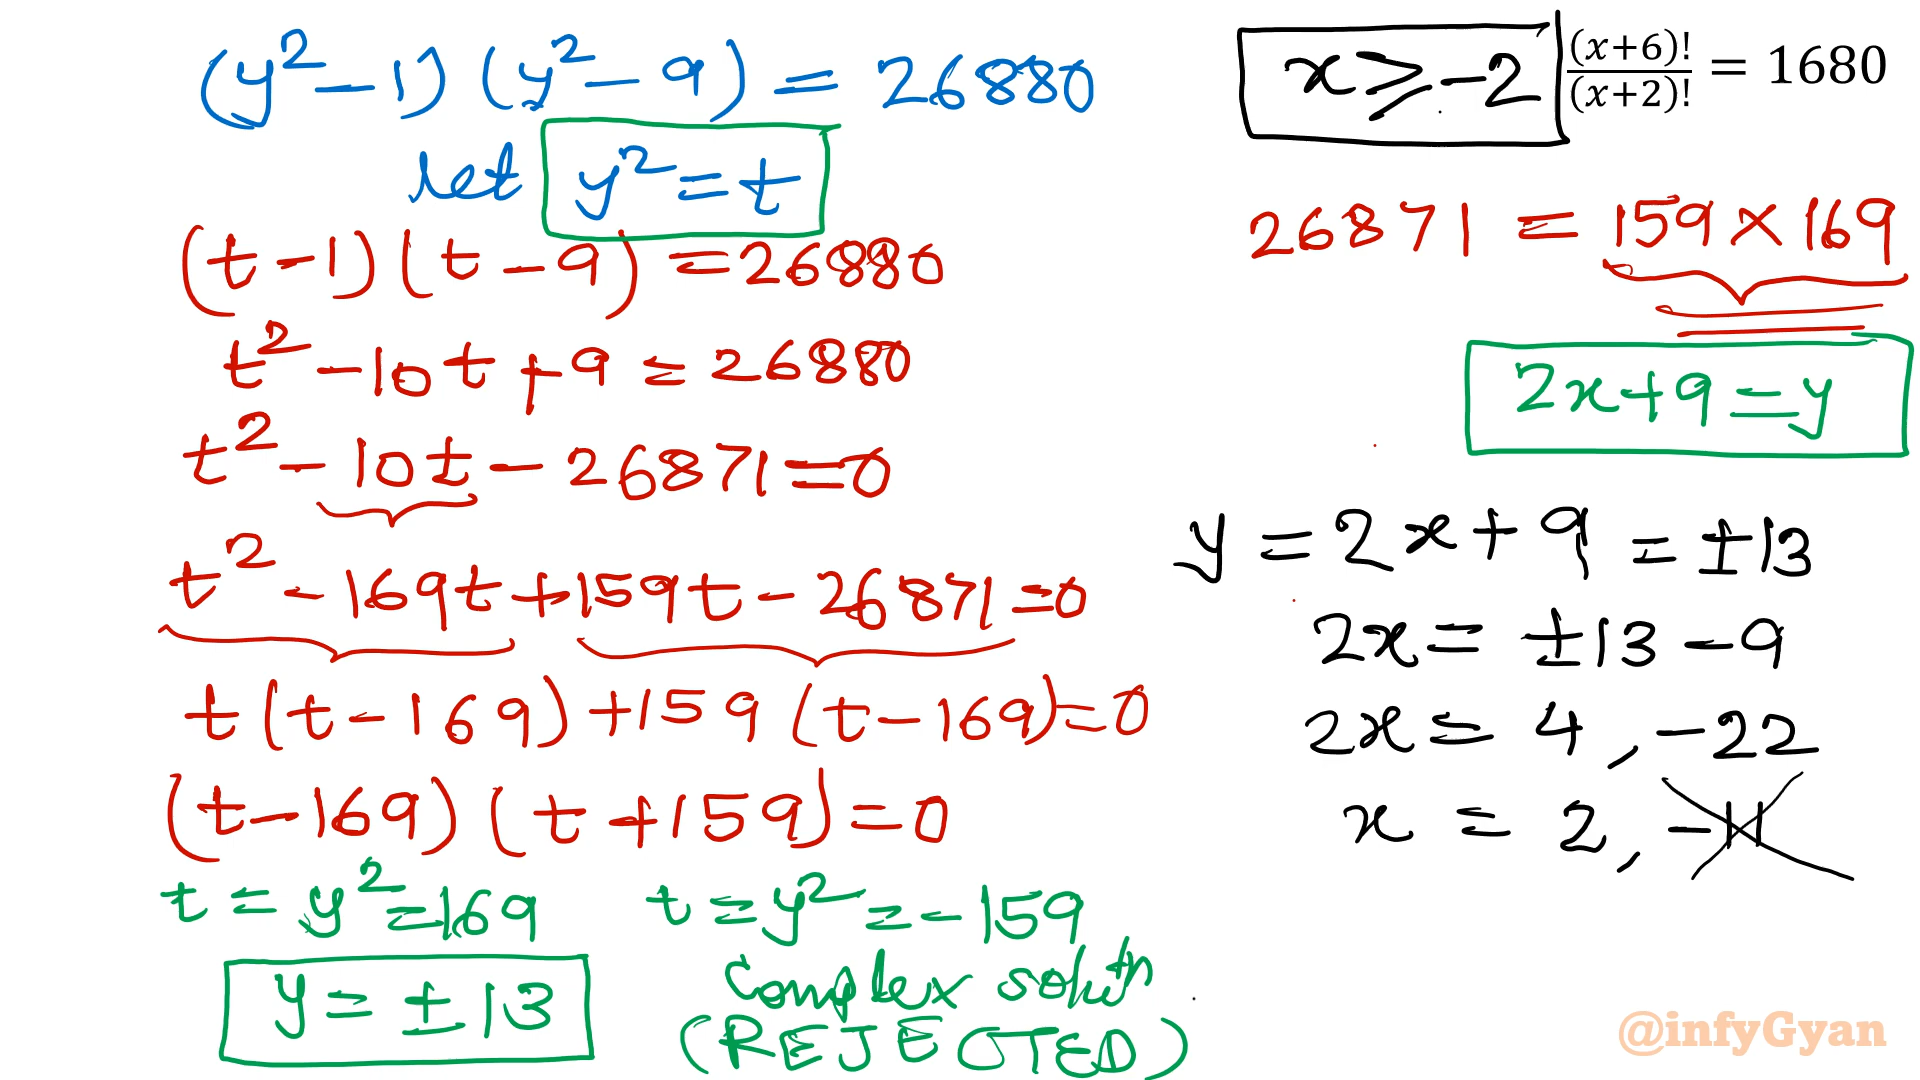 (y² − 1) (y² − 9) = 26880
let y² = t
(t − 1) (t − 9) = 26880
t² − 10t + 9 = 26880
t² − 10t − 26871 = 0
t² − 169t + 159t − 26871 = 0
t (t − 169) + 159 (t − 169) = 0
(t − 169) (t + 159) = 0
t = y² = 169
y = ± 13
t = y² = −159
Complex solutn
(REJECTED)
x ≥ −2
(x+6)!/(x+2)! = 1680
26871 = 159 × 169
2x + 9 = y
y = 2x + 9 = ±13
2x = ±13 − 9
2x = 4, −22
x = 2, −11
@infyGyan